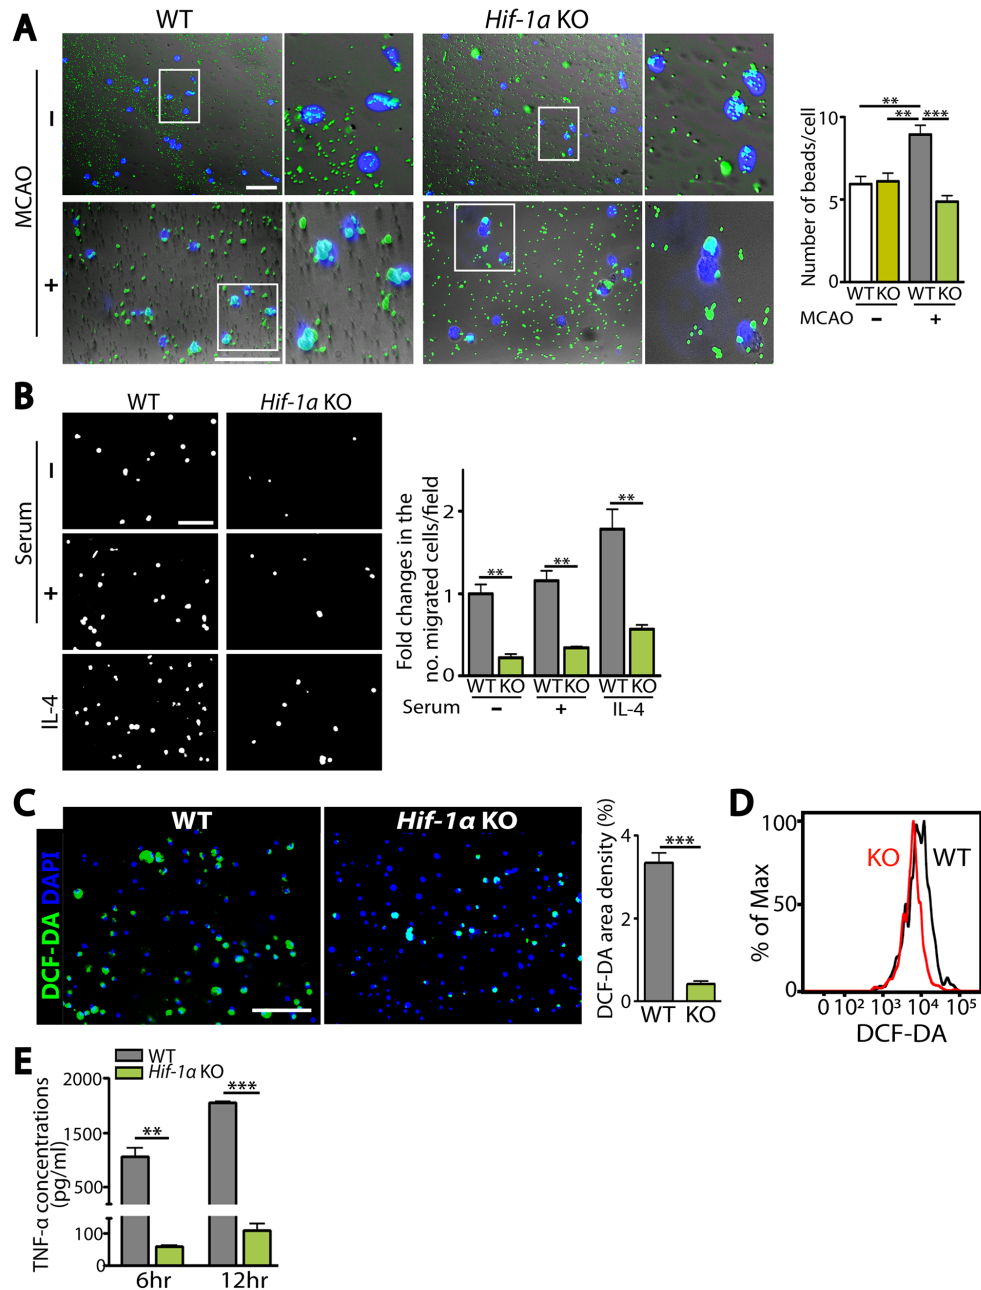 A
WT
Hif-1a KO
MCAO
−
+
Number of beads/cell
10
5
0
**
** ***
WT KO WT KO
MCAO − +
B
WT
Hif-1a KO
Serum
−
+
IL-4
Fold changes in the
no. migrated cells/field
2
1
0
**
**
**
WT KO WT KO WT KO
Serum − + IL-4
C
DCF-DA DAPI
WT
Hif-1α KO
DCF-DA area density (%)
4
2
0
***
WT KO
D
% of Max
100
50
0
KO
WT
0 10² 10³ 10⁴ 10⁵
DCF-DA
E
WT
Hif-1α KO
TNF-α concentrations
(pg/ml)
2000
1500
500
100
0
**
***
6hr 12hr